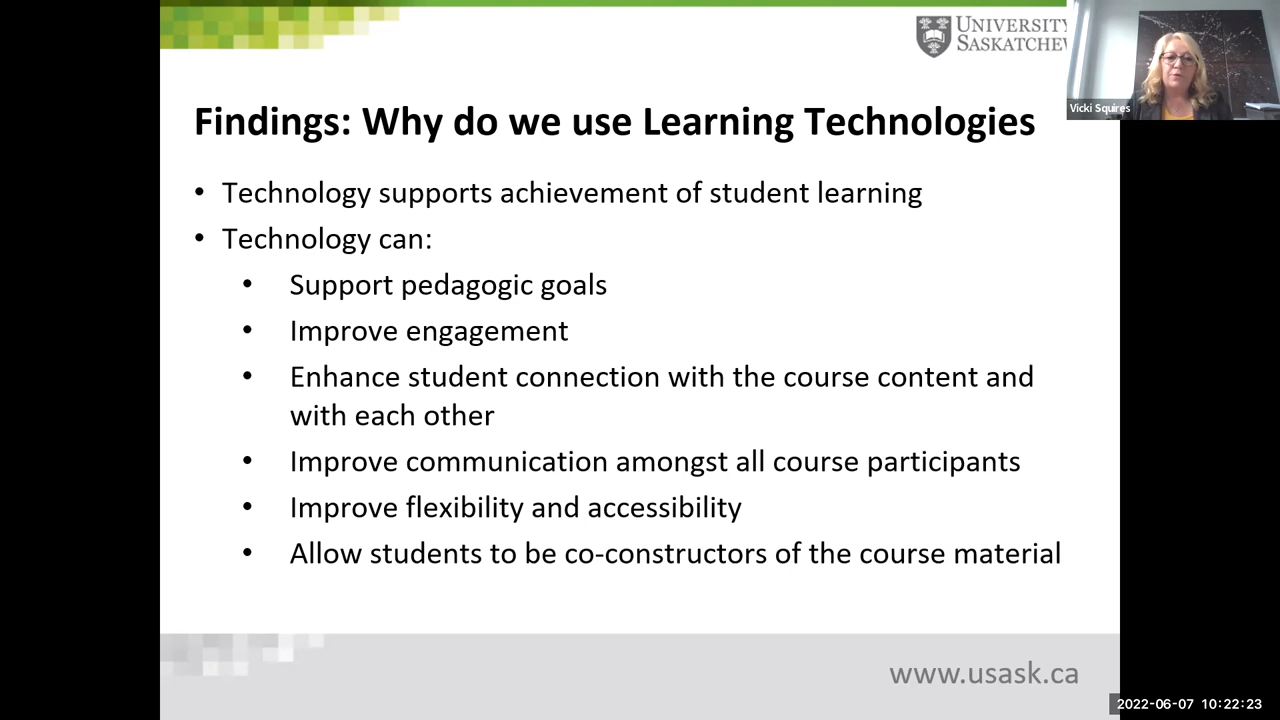 UNIVERSITY
SASKATCHEW
Vicki Squires
Findings: Why do we use Learning Technologies
• Technology supports achievement of student learning
• Technology can:
• Support pedagogic goals
• Improve engagement
• Enhance student connection with the course content and
with each other
• Improve communication amongst all course participants
• Improve flexibility and accessibility
• Allow students to be co-constructors of the course material
www.usask.ca
2022-06-07 10:22:23